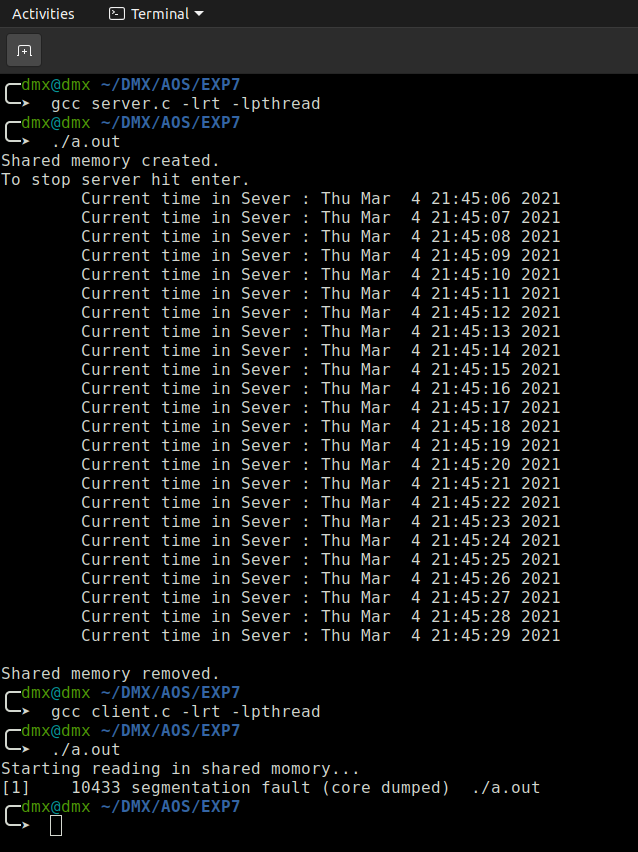 Activities Terminal
dmx@dmx ~/DMX/AOS/EXP7
gcc server.c -lrt -lpthread
dmx@dmx ~/DMX/AOS/EXP7
./a.out
Shared memory created.
To stop server hit enter.
Current time in Sever : Thu Mar  4 21:45:06 2021
Current time in Sever : Thu Mar  4 21:45:07 2021
Current time in Sever : Thu Mar  4 21:45:08 2021
Current time in Sever : Thu Mar  4 21:45:09 2021
Current time in Sever : Thu Mar  4 21:45:10 2021
Current time in Sever : Thu Mar  4 21:45:11 2021
Current time in Sever : Thu Mar  4 21:45:12 2021
Current time in Sever : Thu Mar  4 21:45:13 2021
Current time in Sever : Thu Mar  4 21:45:14 2021
Current time in Sever : Thu Mar  4 21:45:15 2021
Current time in Sever : Thu Mar  4 21:45:16 2021
Current time in Sever : Thu Mar  4 21:45:17 2021
Current time in Sever : Thu Mar  4 21:45:18 2021
Current time in Sever : Thu Mar  4 21:45:19 2021
Current time in Sever : Thu Mar  4 21:45:20 2021
Current time in Sever : Thu Mar  4 21:45:21 2021
Current time in Sever : Thu Mar  4 21:45:22 2021
Current time in Sever : Thu Mar  4 21:45:23 2021
Current time in Sever : Thu Mar  4 21:45:24 2021
Current time in Sever : Thu Mar  4 21:45:25 2021
Current time in Sever : Thu Mar  4 21:45:26 2021
Current time in Sever : Thu Mar  4 21:45:27 2021
Current time in Sever : Thu Mar  4 21:45:28 2021
Current time in Sever : Thu Mar  4 21:45:29 2021
Shared memory removed.
dmx@dmx ~/DMX/AOS/EXP7
gcc client.c -lrt -lpthread
dmx@dmx ~/DMX/AOS/EXP7
./a.out
Starting reading in shared momory...
[1]    10433 segmentation fault (core dumped)  ./a.out
dmx@dmx ~/DMX/AOS/EXP7